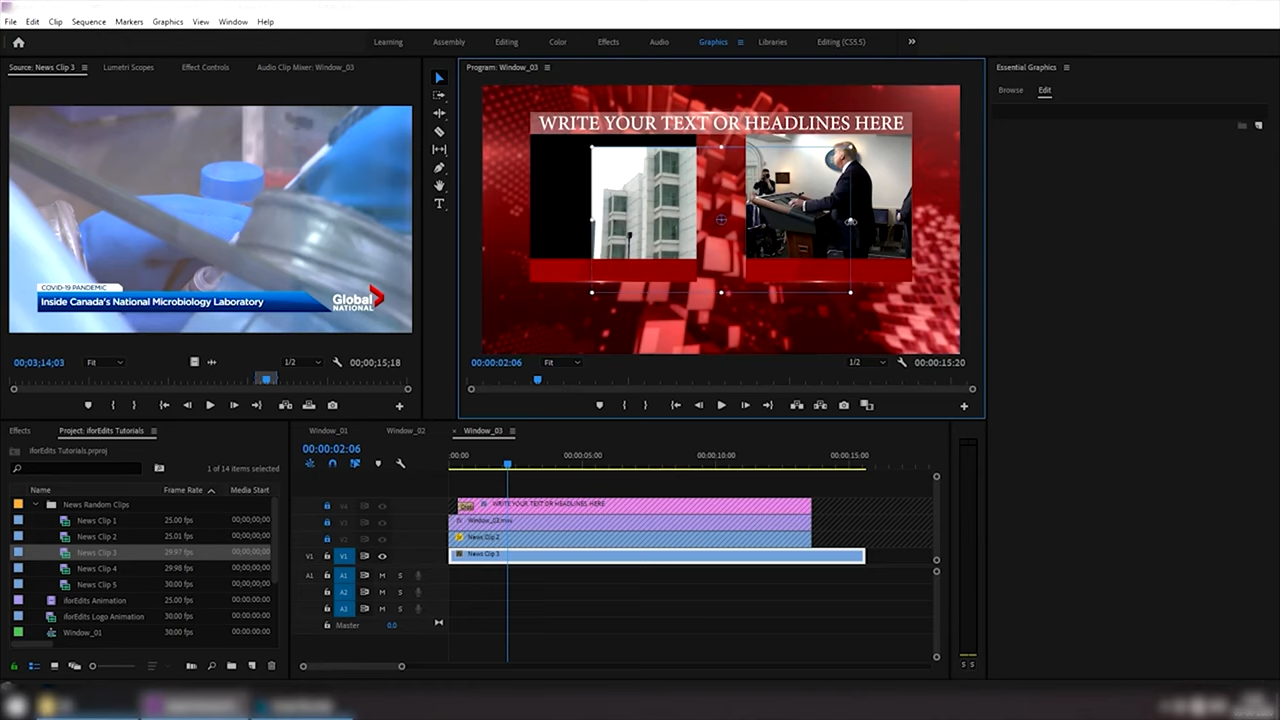 File Edit Clip Sequence Markers Graphics View Window Help
Learning Assembly Editing Color Effects Audio Graphics Libraries Editing (CS5.5)
Source: News Clip 3 Lumetri Scopes Effect Controls Audio Clip Mixer: Window_03
Program: Window_03
Essential Graphics
Browse Edit
WRITE YOUR TEXT OR HEADLINES HERE
COVID-19 PANDEMIC
Inside Canada's National Microbiology Laboratory
Global
NATIONAL
00;03;14;03 Fit 1/2 00;00;15;18
00:00:02:06 Fit 1/2 00:00:15:20
Effects Project: iforEdits Tutorials
iforEdits Tutorials.prproj
1 of 14 items selected
Name Frame Rate Media Start
News Random Clips
News Clip 1 25.00 fps 00;00;00;00
News Clip 2 25.01 fps 00;00;00;00
News Clip 3 29.97 fps 00;00;00;00
News Clip 4 29.98 fps 00;00;00;00
News Clip 5 30.00 fps 00;00;00;00
iforEdits Animation 25.00 fps 00:00:00:00
iforEdits Logo Animation 30.00 fps 00:00:00:00
Window_01 30.00 fps 00:00:00:00
Window_01 Window_02 × Window_03
00:00:02:06
:00:00 00:00:05:00 00:00:10:00 00:00:15:00
V4 WRITE YOUR TEXT OR HEADLINES HERE
V3 Window_03.mov
V2 News Clip 2
V1 V1 News Clip 3
A1 A1 M S
A2 M S
A3 M S
Master 0.0
S S